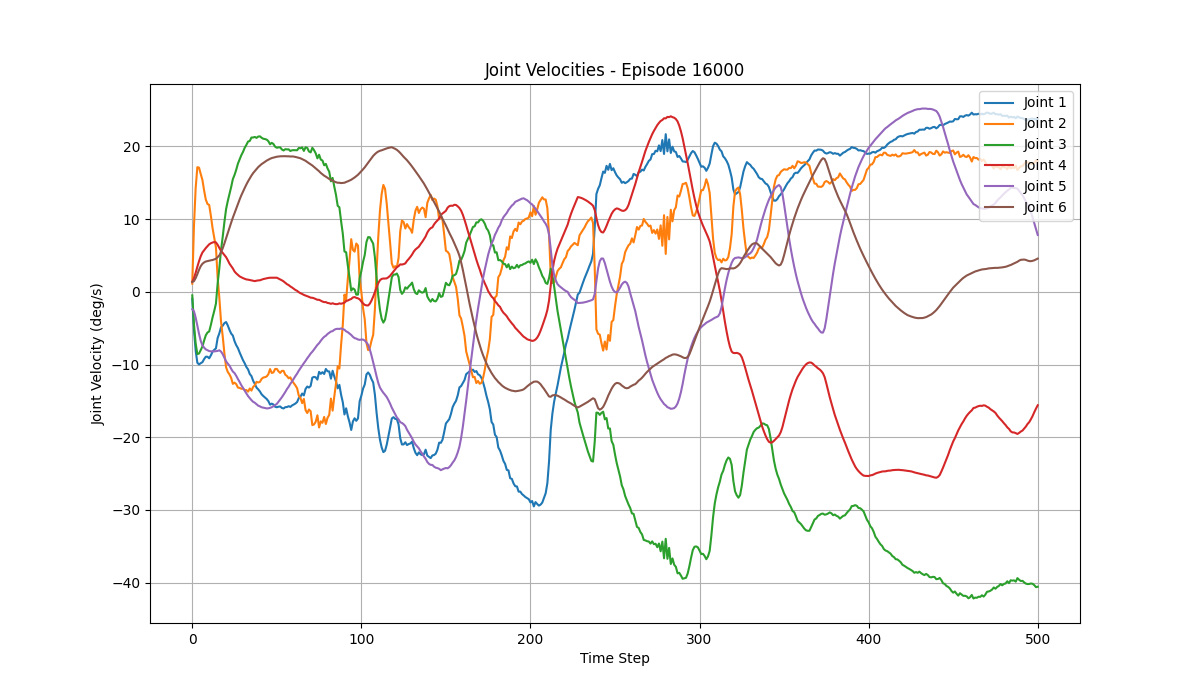 Joint Velocities - Episode 16000
Joint 1
Joint 2
Joint 3
Joint 4
Joint 5
Joint 6
Joint Velocity (deg/s)
20
10
0
−10
−20
−30
−40
0 100 200 300 400 500
Time Step